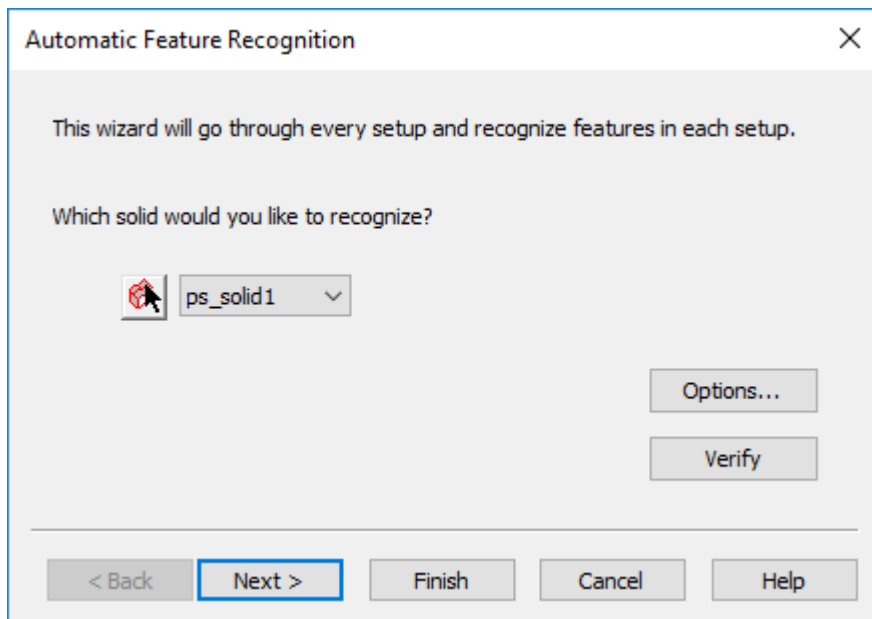 Automatic Feature Recognition
This wizard will go through every setup and recognize features in each setup.
Which solid would you like to recognize?
ps_solid1
Options...
Verify
< Back Next > Finish Cancel Help